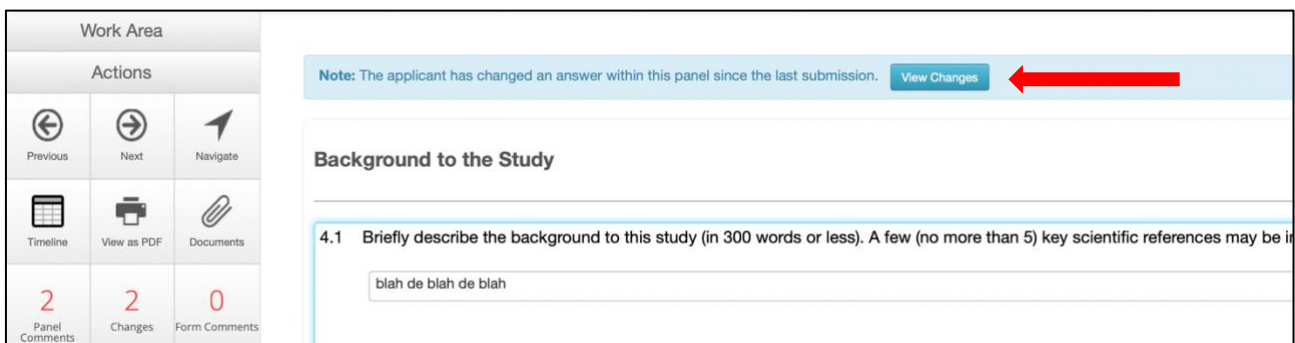 Work Area
Actions
Previous
Next
Navigate
Timeline
View as PDF
Documents
2
2
0
Panel
Comments
Changes
Form Comments
Note: The applicant has changed an answer within this panel since the last submission. View Changes
Background to the Study
4.1 Briefly describe the background to this study (in 300 words or less). A few (no more than 5) key scientific references may be
blah de blah de blah